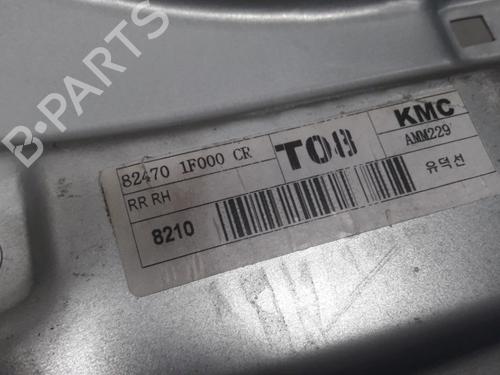 82470 1F000 CR
RR RH
8210
T08
KMC
AMM229
유덕선
B-PARTS